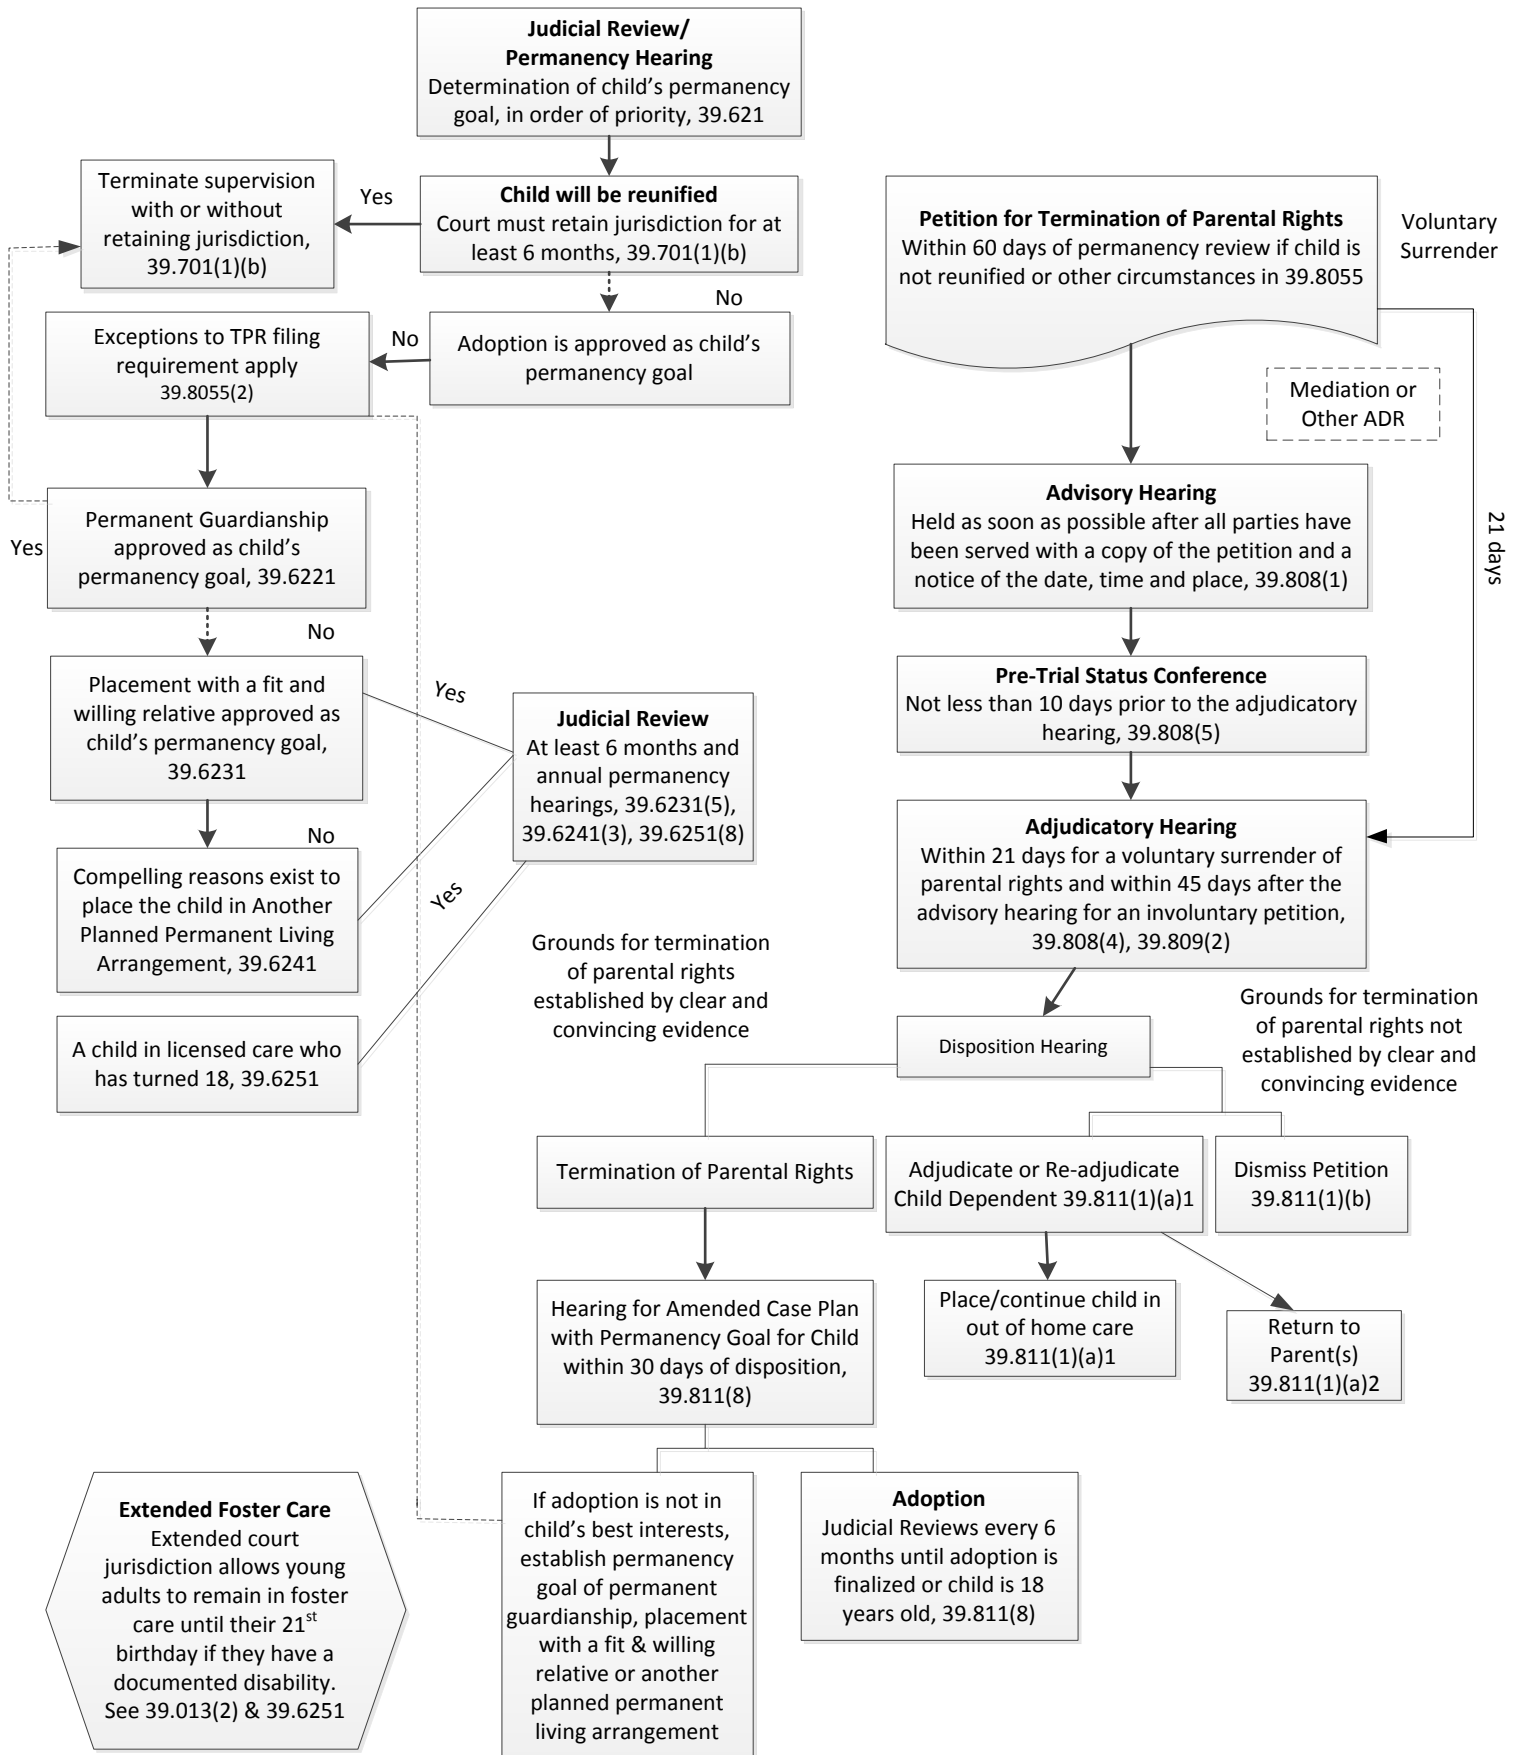 Judicial Review/
Permanency Hearing
Determination of child’s permanency
goal, in order of priority, 39.621
Terminate supervision
with or without
retaining jurisdiction,
39.701(1)(b)
Yes
Child will be reunified
Court must retain jurisdiction for at
least 6 months, 39.701(1)(b)
No
Exceptions to TPR filing
requirement apply
39.8055(2)
No
Adoption is approved as child’s
permanency goal
Yes
Permanent Guardianship
approved as child’s
permanency goal, 39.6221
No
Placement with a fit and
willing relative approved as
child’s permanency goal,
39.6231
Yes
No
Compelling reasons exist to
place the child in Another
Planned Permanent Living
Arrangement, 39.6241
Yes
A child in licensed care who
has turned 18, 39.6251
Judicial Review
At least 6 months and
annual permanency
hearings, 39.6231(5),
39.6241(3), 39.6251(8)
Petition for Termination of Parental Rights
Within 60 days of permanency review if child is
not reunified or other circumstances in 39.8055
Voluntary
Surrender
Mediation or
Other ADR
21 days
Advisory Hearing
Held as soon as possible after all parties have
been served with a copy of the petition and a
notice of the date, time and place, 39.808(1)
Pre-Trial Status Conference
Not less than 10 days prior to the adjudicatory
hearing, 39.808(5)
Adjudicatory Hearing
Within 21 days for a voluntary surrender of
parental rights and within 45 days after the
advisory hearing for an involuntary petition,
39.808(4), 39.809(2)
Grounds for termination
of parental rights
established by clear and
convincing evidence
Disposition Hearing
Grounds for termination
of parental rights not
established by clear and
convincing evidence
Termination of Parental Rights
Adjudicate or Re-adjudicate
Child Dependent 39.811(1)(a)1
Dismiss Petition
39.811(1)(b)
Hearing for Amended Case Plan
with Permanency Goal for Child
within 30 days of disposition,
39.811(8)
Place/continue child in
out of home care
39.811(1)(a)1
Return to
Parent(s)
39.811(1)(a)2
Extended Foster Care
Extended court
jurisdiction allows young
adults to remain in foster
care until their 21st
birthday if they have a
documented disability.
See 39.013(2) & 39.6251
If adoption is not in
child’s best interests,
establish permanency
goal of permanent
guardianship, placement
with a fit & willing
relative or another
planned permanent
living arrangement
Adoption
Judicial Reviews every 6
months until adoption is
finalized or child is 18
years old, 39.811(8)